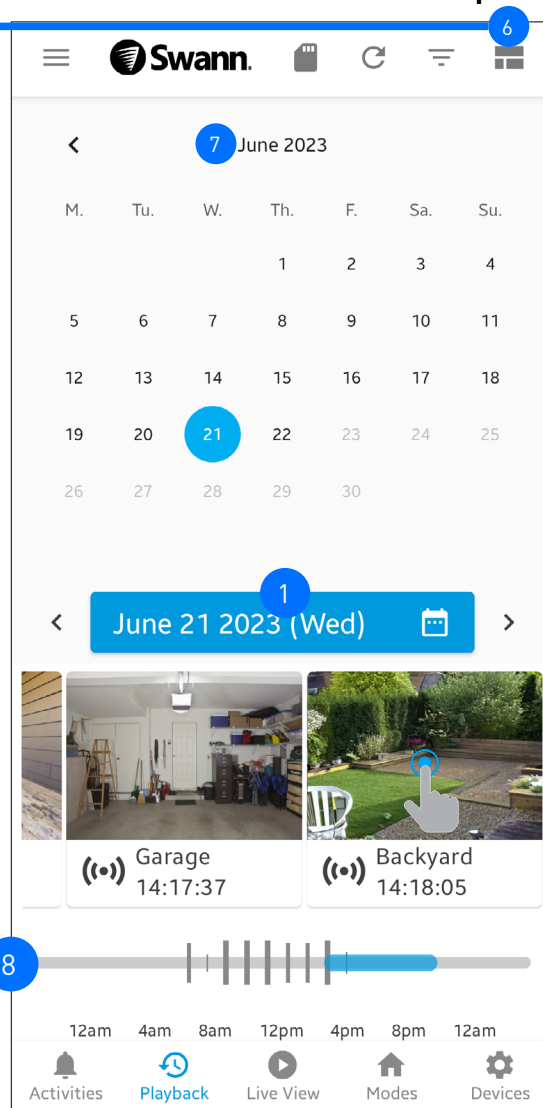 6
Swann.
7 June 2023
M. Tu. W. Th. F. Sa. Su.
1 2 3 4
5 6 7 8 9 10 11
12 13 14 15 16 17 18
19 20 21 22 23 24 25
26 27 28 29 30
1
June 21 2023 (Wed)
Garage
14:17:37
Backyard
14:18:05
8
12am 4am 8am 12pm 4pm 8pm 12am
Activities Playback Live View Modes Devices